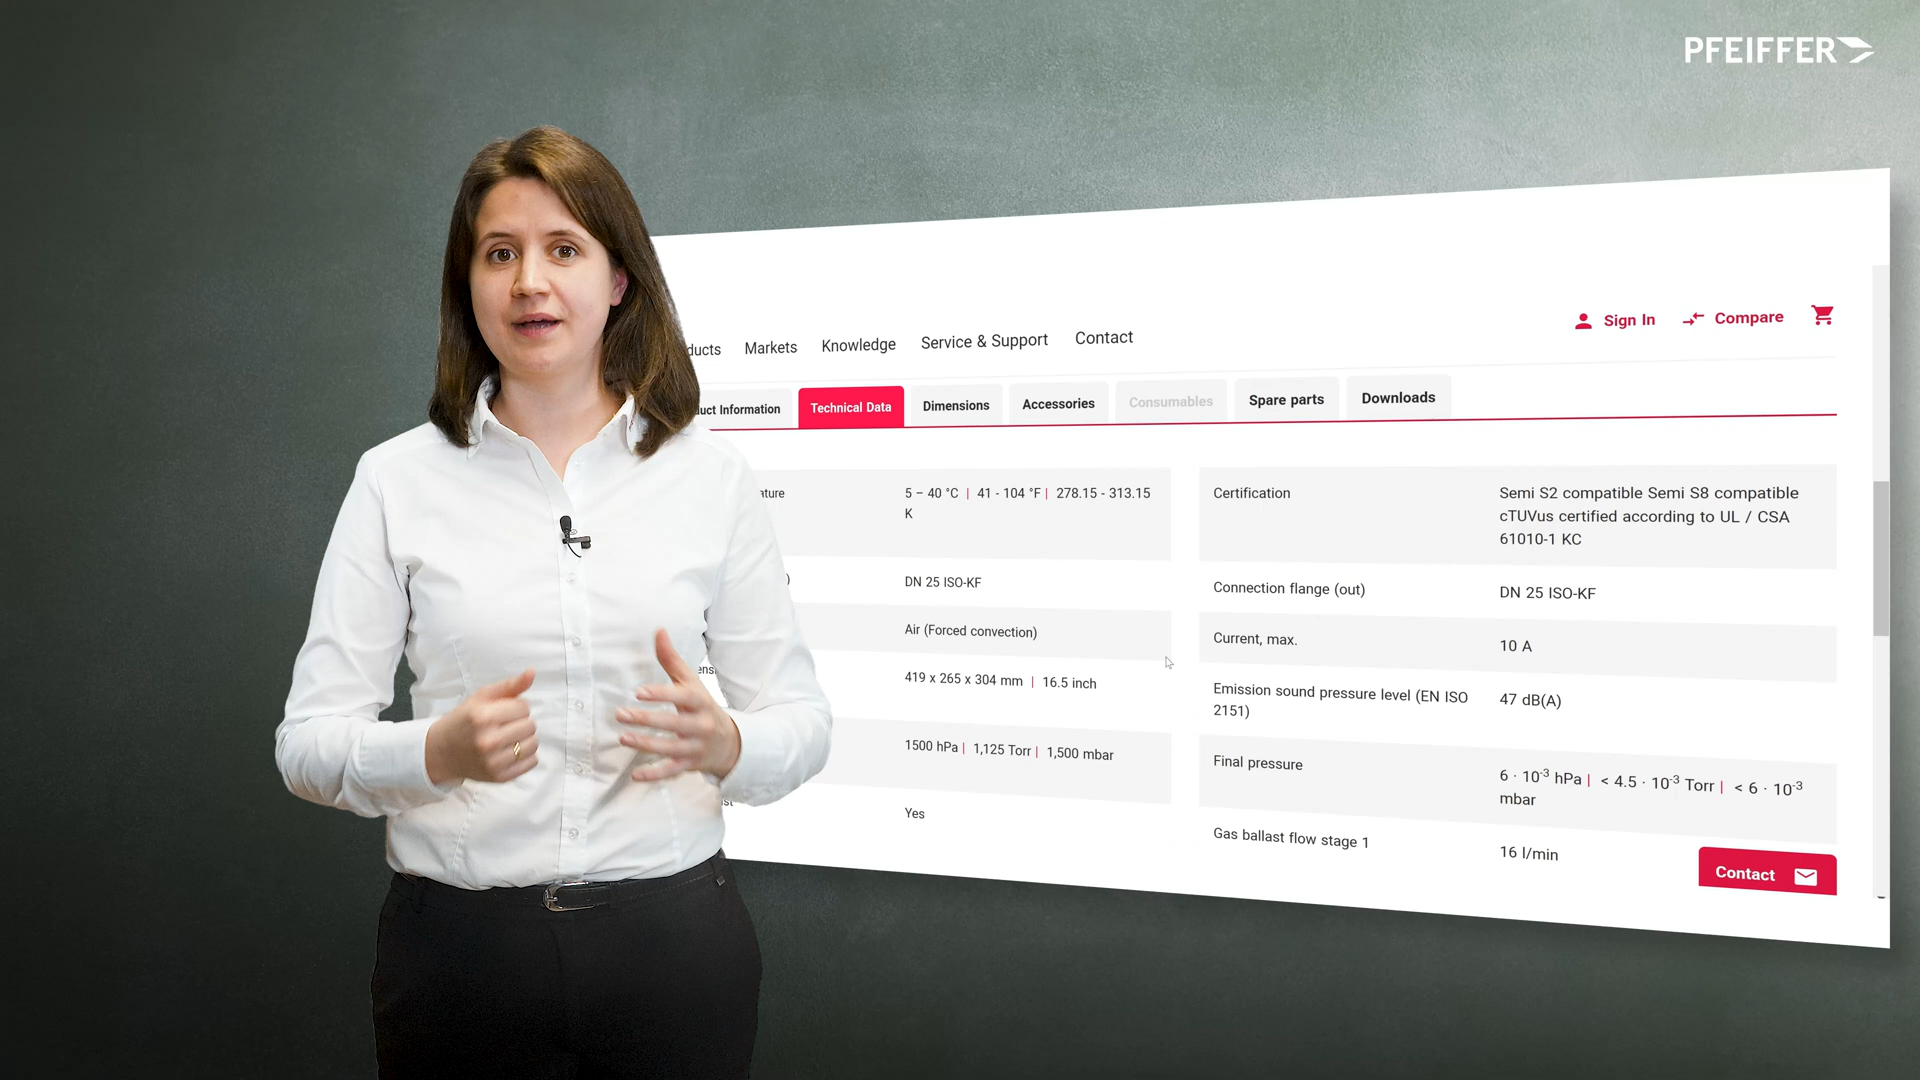 PFEIFFER
Sign In
Compare
Markets
Knowledge
Service & Support
Contact
Information
Technical Data
Dimensions
Accessories
Consumables
Spare parts
Downloads
5 – 40 °C | 41 - 104 °F | 278.15 - 313.15
K
Certification
Semi S2 compatible Semi S8 compatible
cTUVus certified according to UL / CSA
61010-1 KC
DN 25 ISO-KF
Connection flange (out)
DN 25 ISO-KF
Air (Forced convection)
Current, max.
10 A
419 x 265 x 304 mm | 16.5 inch
Emission sound pressure level (EN ISO
2151)
47 dB(A)
1500 hPa | 1,125 Torr | 1,500 mbar
Final pressure
6 · 10⁻³ hPa | < 4.5 · 10⁻³ Torr | < 6 · 10⁻³
mbar
Yes
Gas ballast flow stage 1
16 l/min
Contact